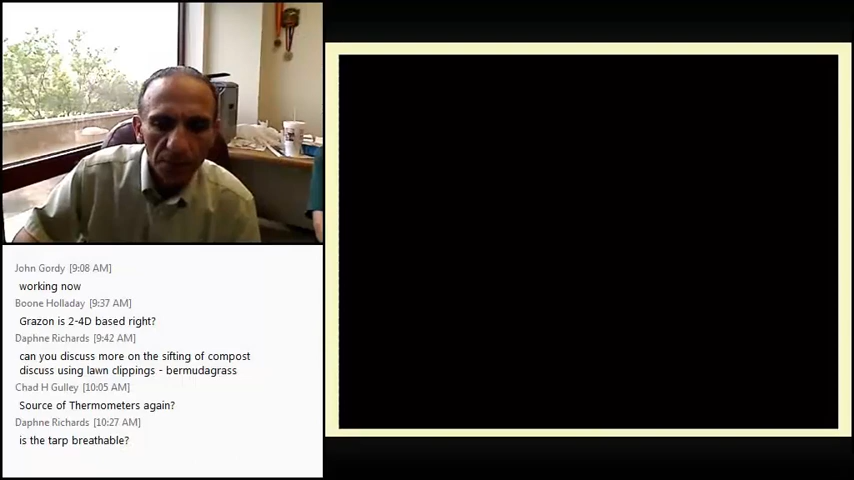 John Gordy [9:08 AM]
working now
Boone Holladay [9:37 AM]
Grazon is 2-4D based right?
Daphne Richards [9:42 AM]
can you discuss more on the sifting of compost
discuss using lawn clippings - bermudagrass
Chad H Gulley [10:05 AM]
Source of Thermometers again?
Daphne Richards [10:27 AM]
is the tarp breathable?